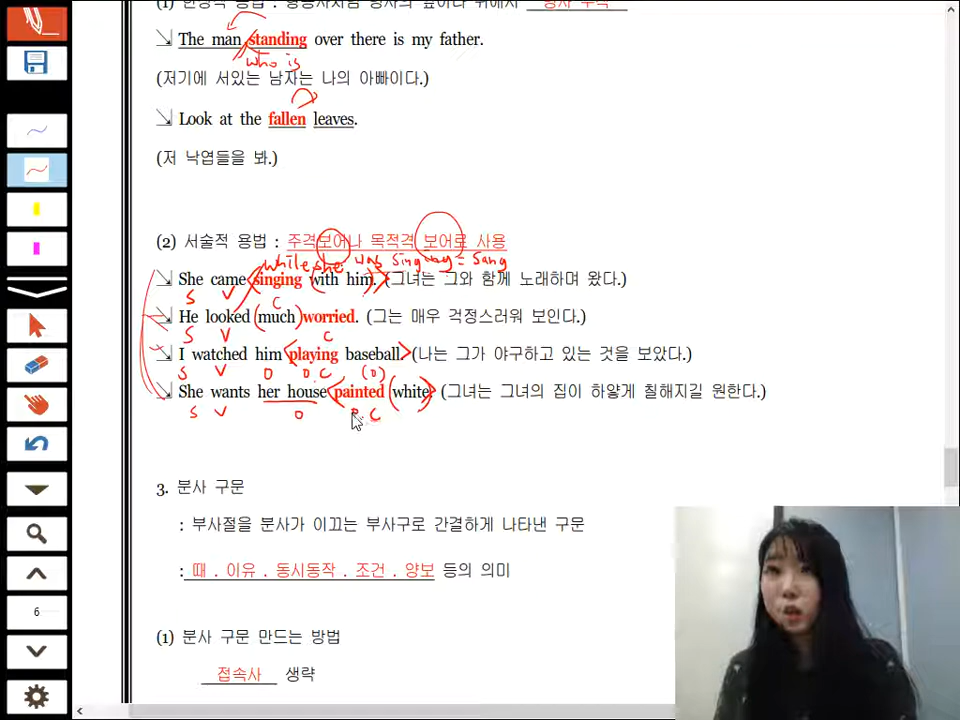 (1) 한정적 용법 : 형용사처럼 명사의 앞이나 뒤에서 명사 수식
The man standing over there is my father.
who is
(저기에 서있는 남자는 나의 아빠이다.)
Look at the fallen leaves.
(저 낙엽들을 봐.)
(2) 서술적 용법 : 주격보어나 목적격 보어로 사용
while she was singing = sang
She came singing with him. (그녀는 그와 함께 노래하며 왔다.)
S V C
He looked (much) worried. (그는 매우 걱정스러워 보인다.)
S V C
I watched him playing baseball. (나는 그가 야구하고 있는 것을 보았다.)
S V O O.C (O)
She wants her house painted (white) (그녀는 그녀의 집이 하얗게 칠해지길 원한다.)
S V O O.C
3. 분사 구문
: 부사절을 분사가 이끄는 부사구로 간결하게 나타낸 구문
: 때 . 이유 . 동시동작 . 조건 . 양보 등의 의미
(1) 분사 구문 만드는 방법
접속사 생략
6